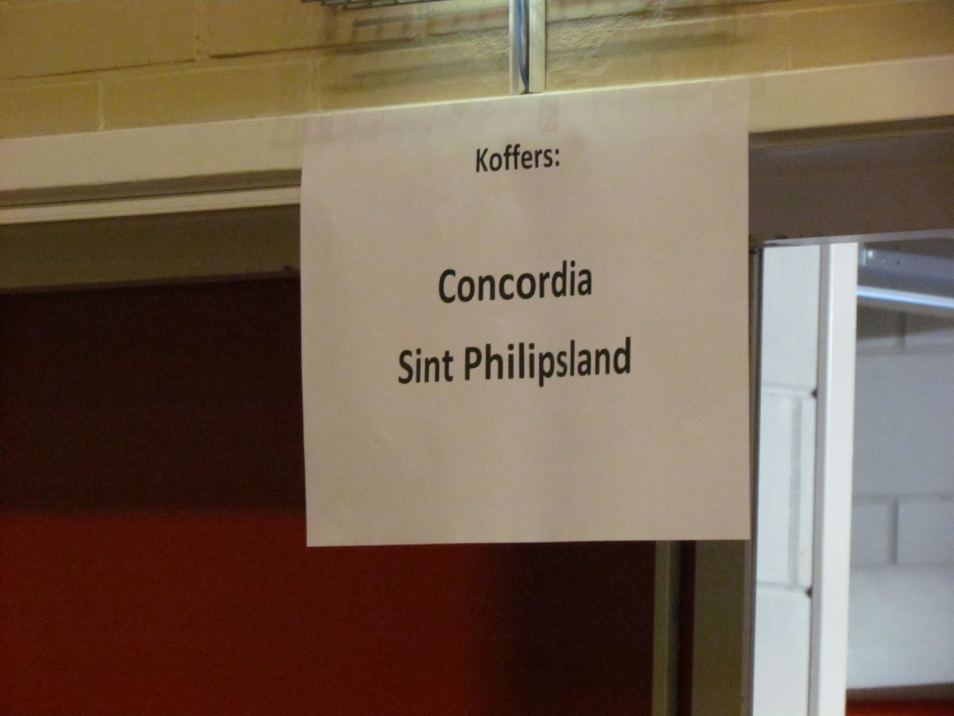 Koffers:
Concordia
Sint Philipsland